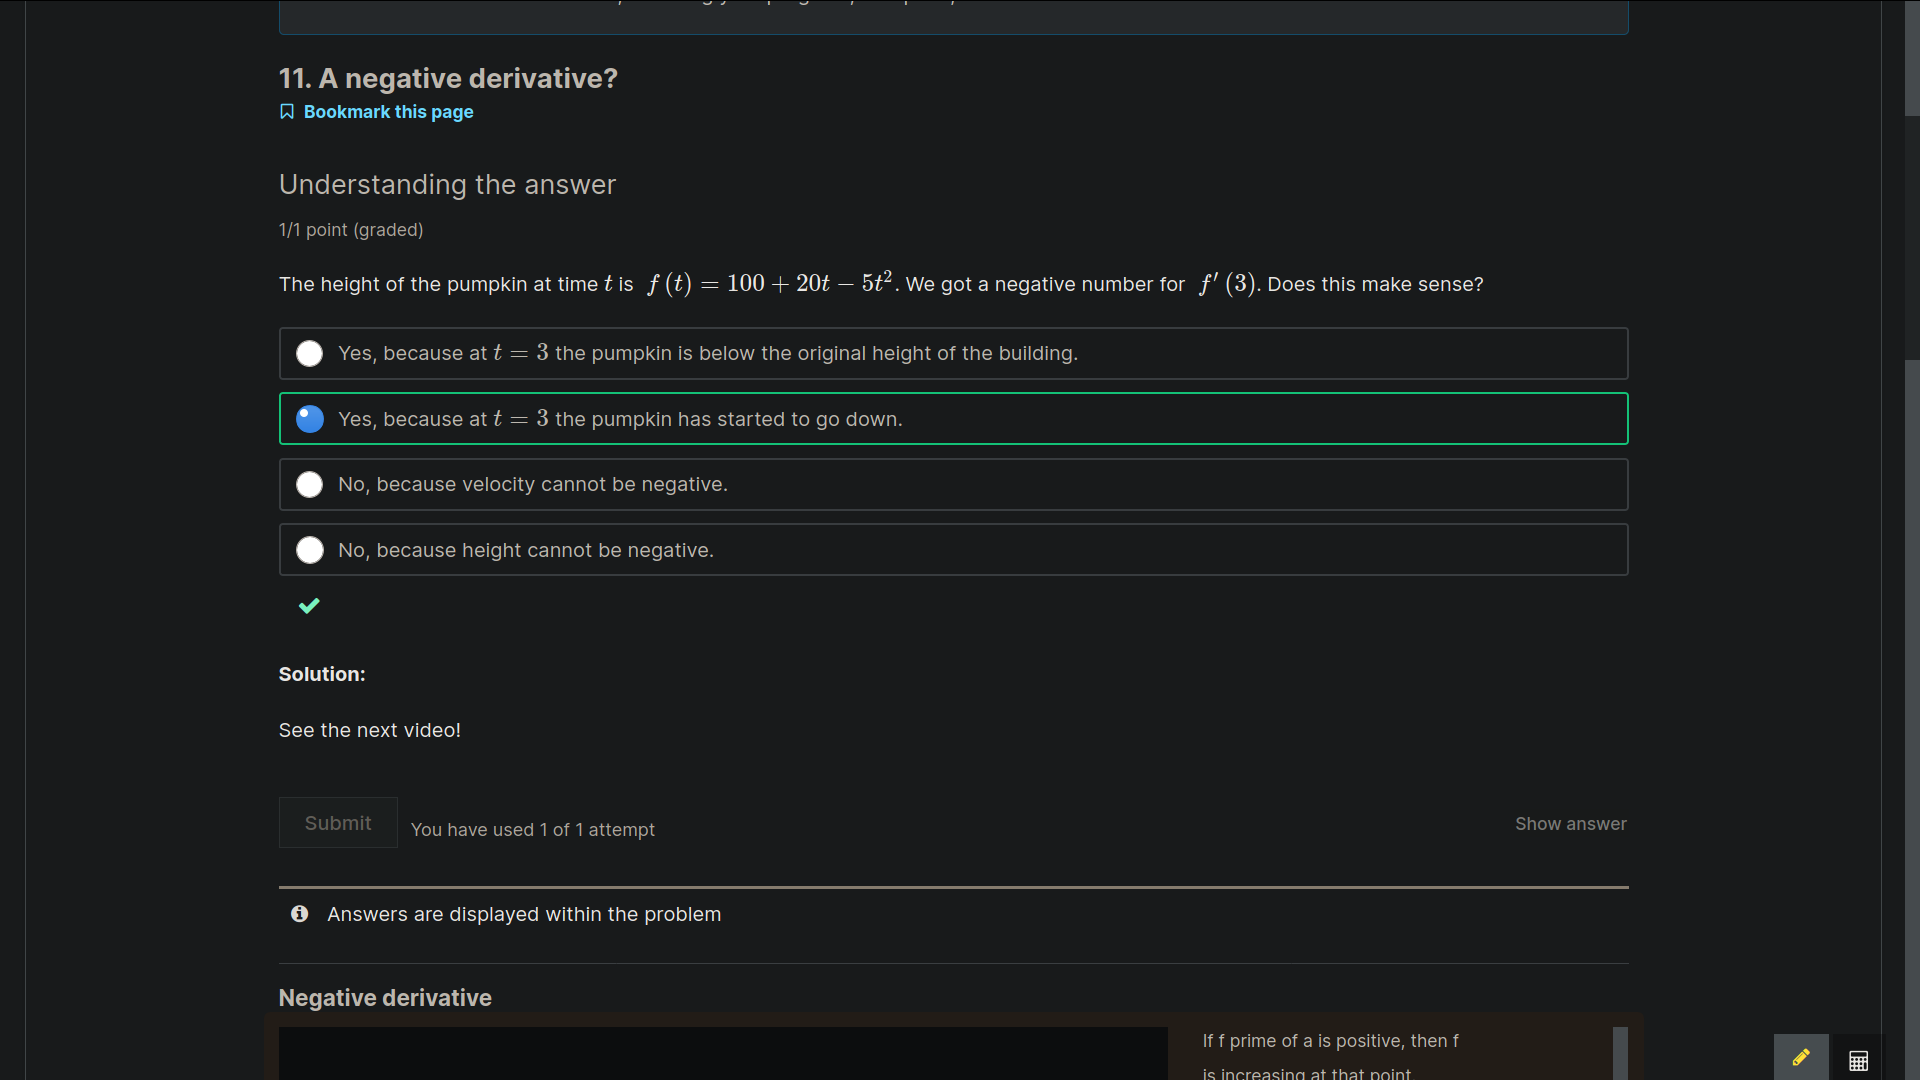 11. A negative derivative?
Bookmark this page
Understanding the answer
1/1 point (graded)
The height of the pumpkin at time t is f (t) = 100 + 20t − 5t². We got a negative number for f′ (3). Does this make sense?
Yes, because at t = 3 the pumpkin is below the original height of the building.
Yes, because at t = 3 the pumpkin has started to go down.
No, because velocity cannot be negative.
No, because height cannot be negative.
Solution:
See the next video!
Submit
You have used 1 of 1 attempt
Show answer
Answers are displayed within the problem
Negative derivative
If f prime of a is positive, then f
is increasing at that point